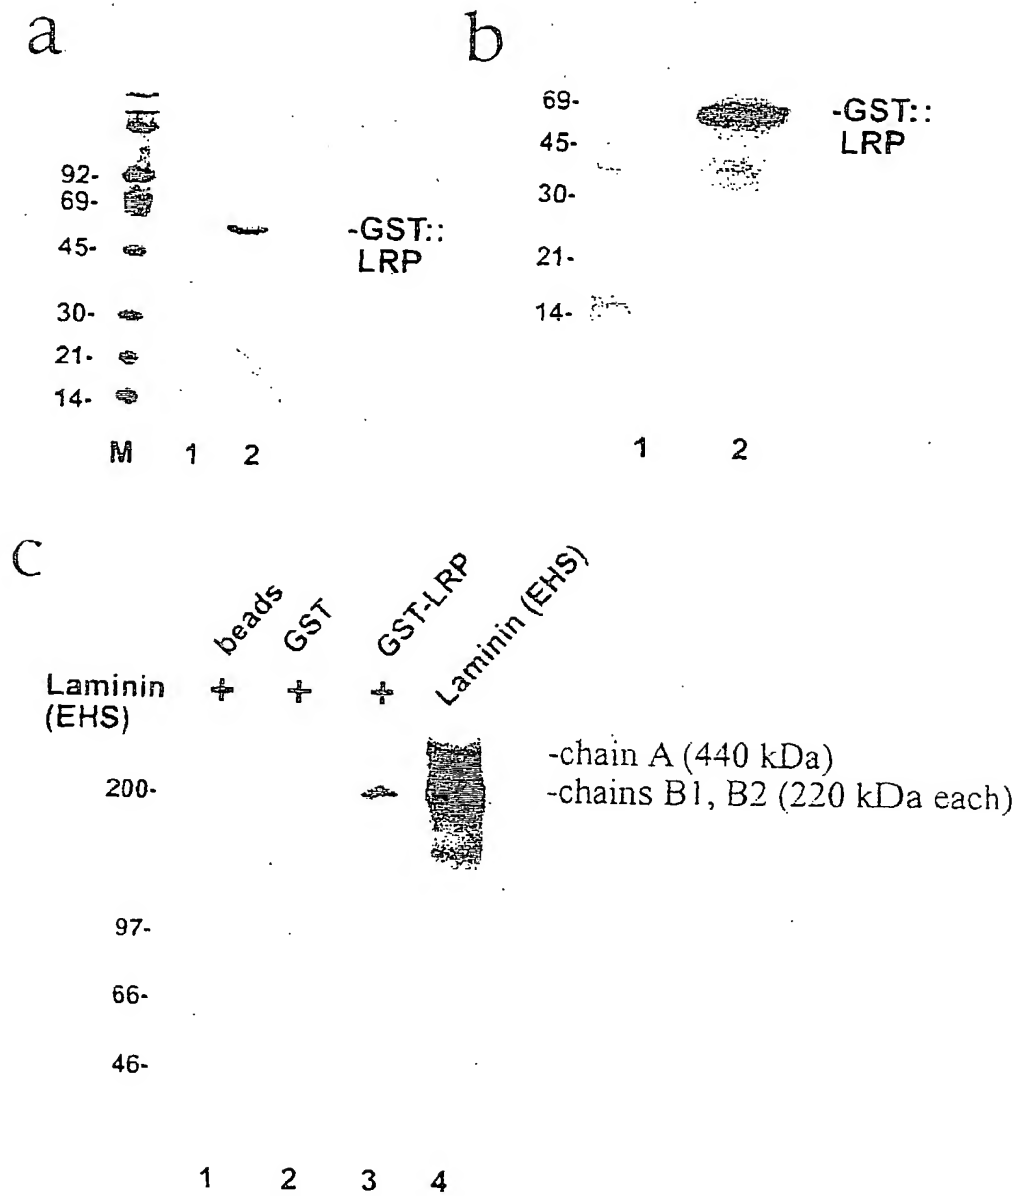 a
92-
69-
45-
30-
21-
14-
-GST::
LRP
M 1 2
b
69-
45-
30-
21-
14-
-GST::
LRP
1 2
c
beads
GST
GST-LRP
Laminin (EHS)
Laminin + + +
(EHS)
-chain A (440 kDa)
200-
-chains B1, B2 (220 kDa each)
97-
66-
46-
1 2 3 4